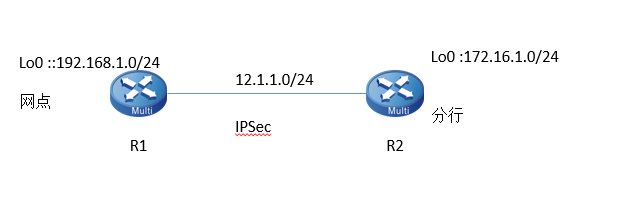 Lo0 ::192.168.1.0/24
Lo0 :172.16.1.0/24
12.1.1.0/24
网点
分行
Multi
Multi
IPSec
R1
R2